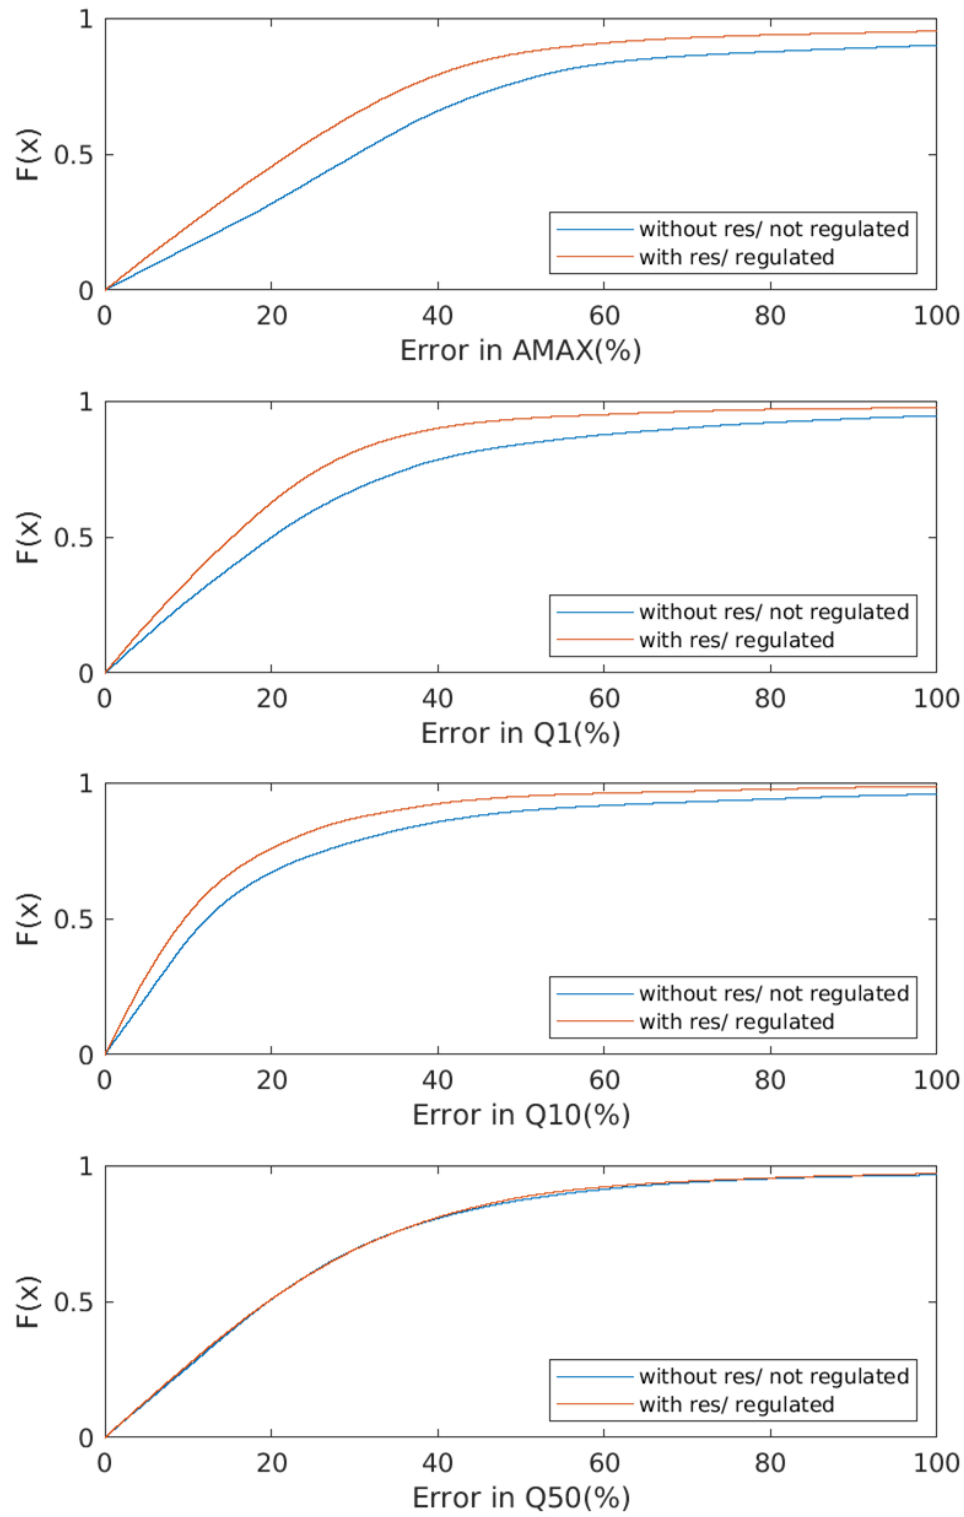 1
0.5
0
F(x)
without res/ not regulated
with res/ regulated
0 20 40 60 80 100
Error in AMAX(%)
1
0.5
0
F(x)
without res/ not regulated
with res/ regulated
0 20 40 60 80 100
Error in Q1(%)
1
0.5
0
F(x)
without res/ not regulated
with res/ regulated
0 20 40 60 80 100
Error in Q10(%)
1
0.5
0
F(x)
without res/ not regulated
with res/ regulated
0 20 40 60 80 100
Error in Q50(%)